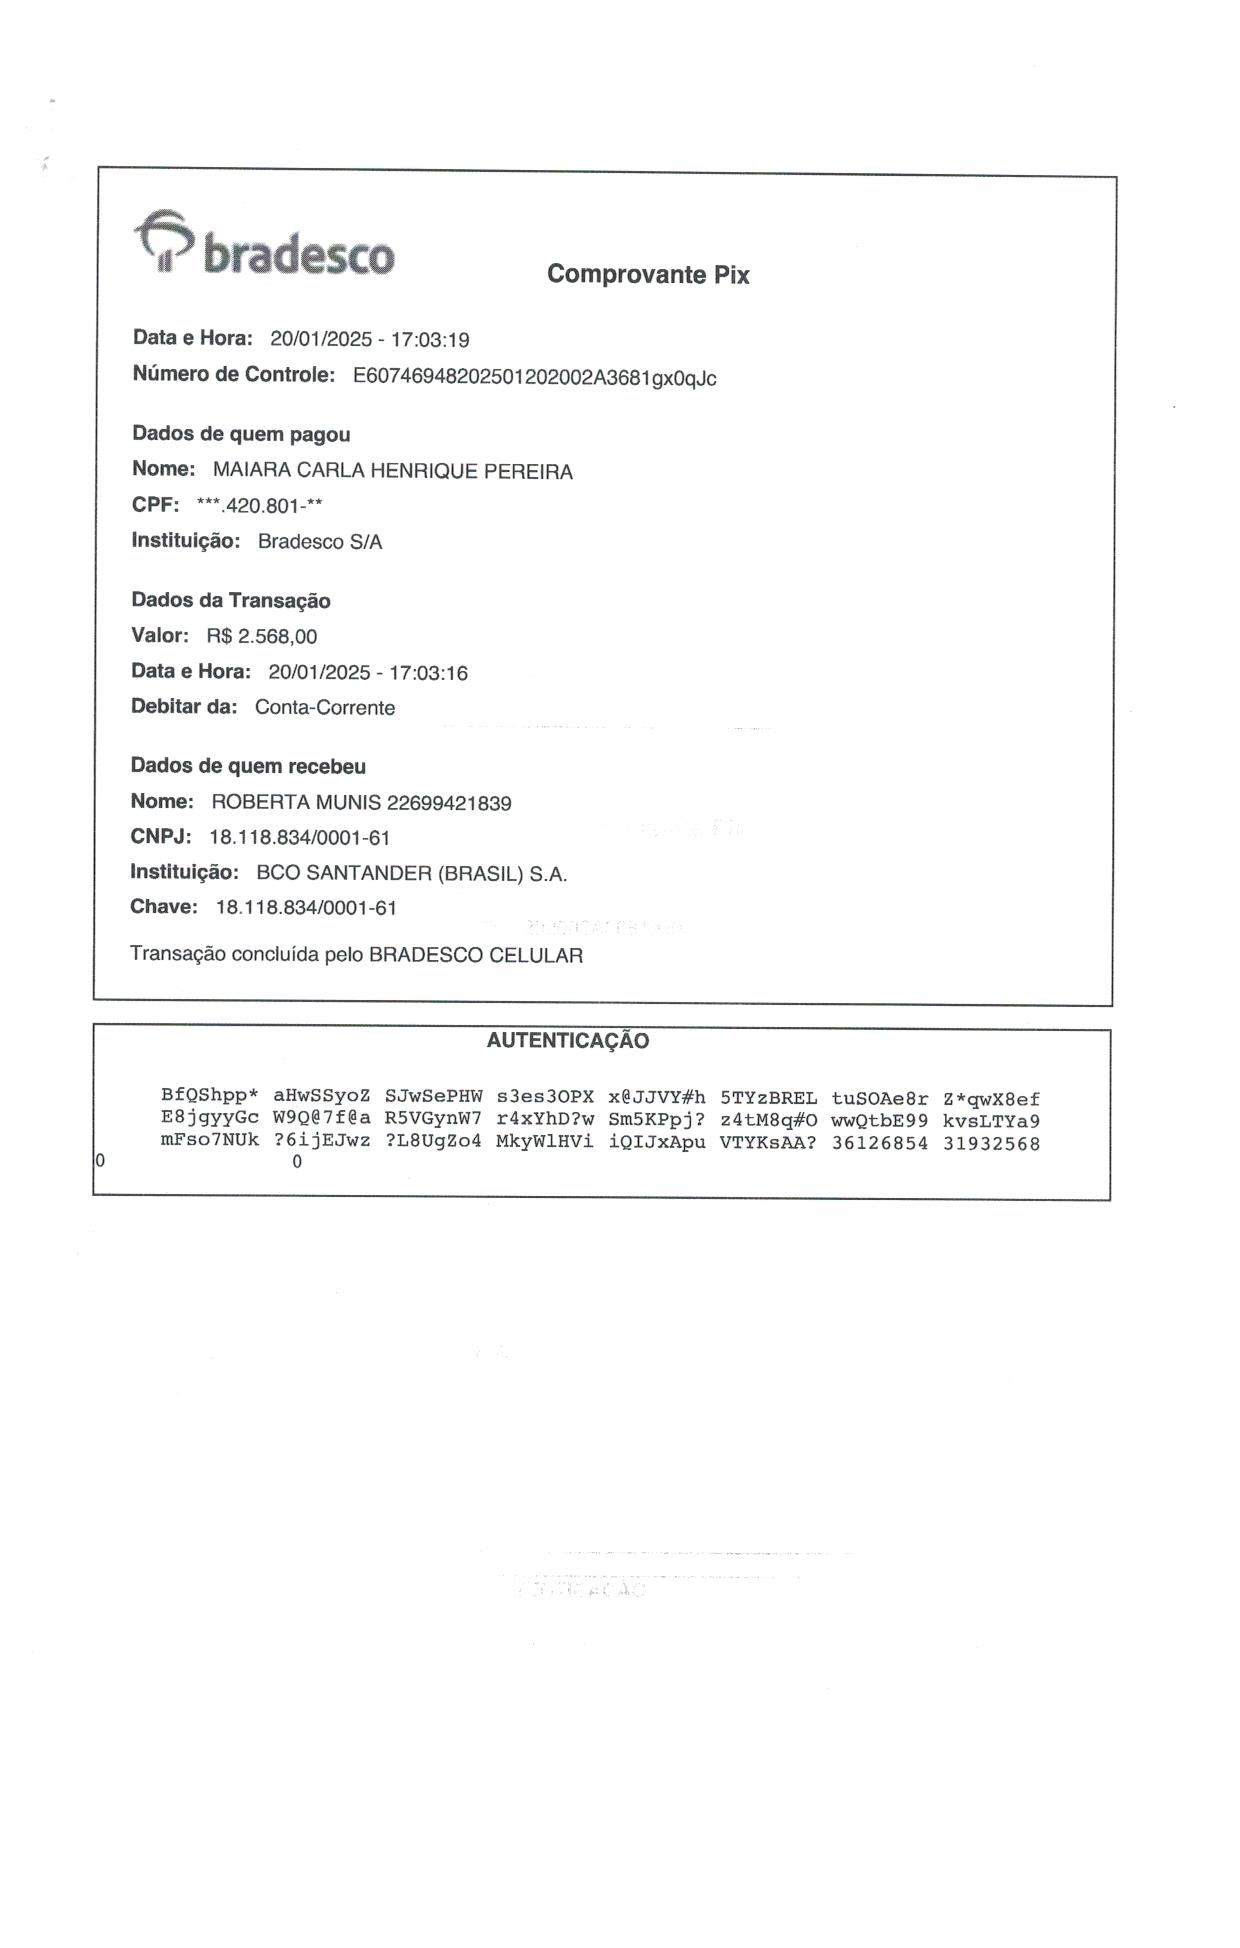 bradesco
Comprovante Pix
Data e Hora: 20/01/2025 - 17:03:19
Número de Controle: E60746948202501202002A3681gx0qJc
Dados de quem pagou
Nome: MAIARA CARLA HENRIQUE PEREIRA
CPF: ***.420.801-**
Instituição: Bradesco S/A
Dados da Transação
Valor: R$ 2.568,00
Data e Hora: 20/01/2025 - 17:03:16
Debitar da: Conta-Corrente
Dados de quem recebeu
Nome: ROBERTA MUNIS 22699421839
CNPJ: 18.118.834/0001-61
Instituição: BCO SANTANDER (BRASIL) S.A.
Chave: 18.118.834/0001-61
Transação concluída pelo BRADESCO CELULAR
AUTENTICAÇÃO
BfQShpp* aHwSSyoZ SJwSePHW s3es3OPX x@JJVY#h 5TYzBREL tuSOAe8r Z*qwX8ef
E8jgyyGc W9Q@7f@a R5VGynW7 r4xYhD?w Sm5KPpj? z4tM8q#O wwQtbE99 kvsLTYa9
mFso7NUk ?6ijEJwz ?L8UgZo4 MkyWlHVi iQIJxApu VTYKsAA? 36126854 31932568
0 0